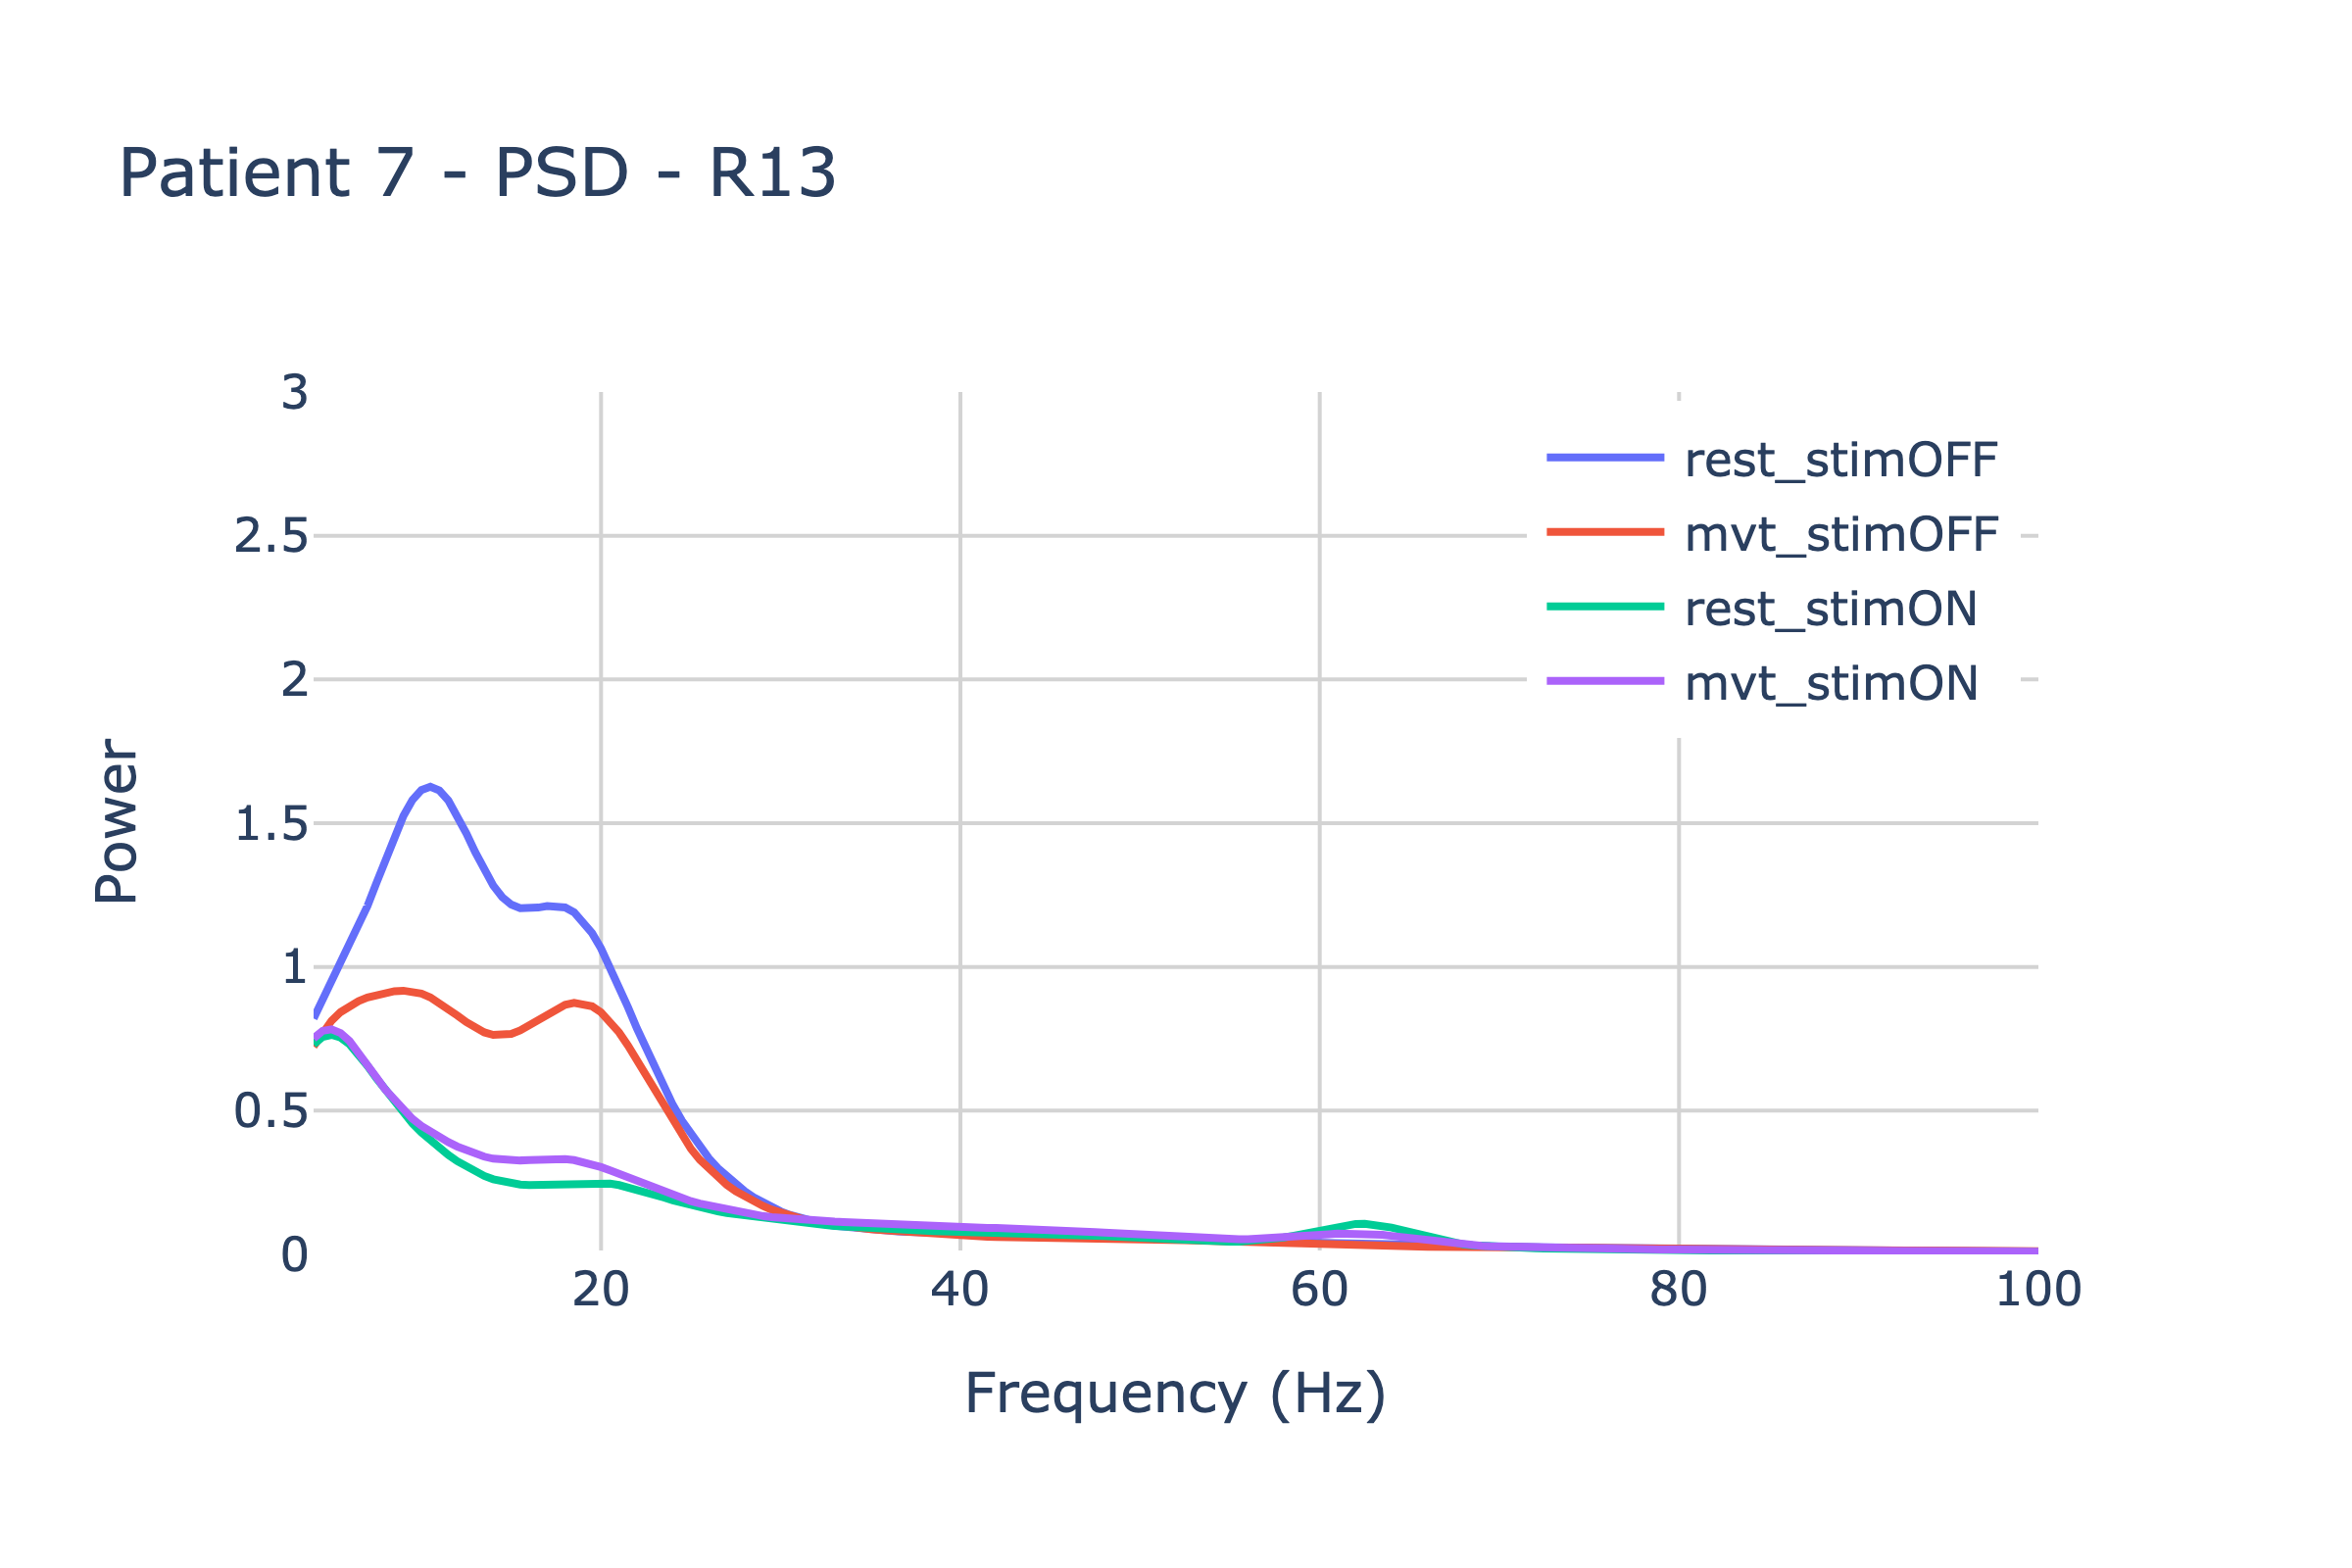 Patient 7 - PSD - R13
3
2.5
2
1.5
1
0.5
0
Power
rest_stimOFF
mvt_stimOFF
rest_stimON
mvt_stimON
20 40 60 80 100
Frequency (Hz)